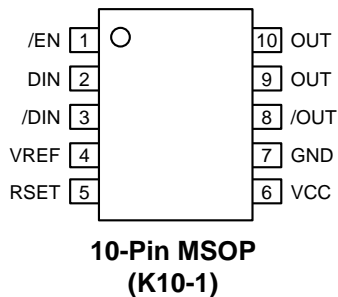 /EN 1 10 OUT
DIN 2 9 OUT
/DIN 3 8 /OUT
VREF 4 7 GND
RSET 5 6 VCC
10-Pin MSOP
(K10-1)